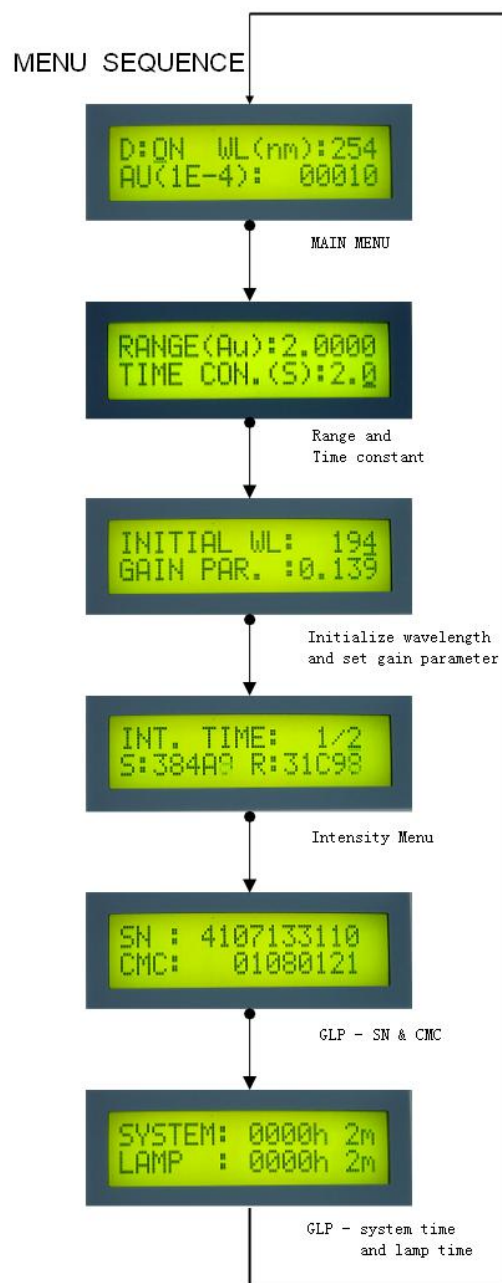 MENU SEQUENCE
D:ON WL(nm):254
AU(1E-4): 00010
MAIN MENU
RANGE(Au):2.0000
TIME CON.(S):2.0
Range and
Time constant
INITIAL WL: 194
GAIN PAR. :0.139
Initialize wavelength
and set gain parameter
INT. TIME: 1/2
S:384A9 R:31C98
Intensity Menu
SN : 4107133110
CMC: 01080121
GLP - SN & CMC
SYSTEM: 0000h 2m
LAMP : 0000h 2m
GLP - system time
and lamp time